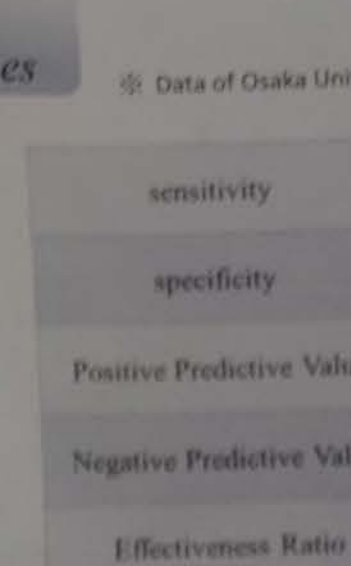 es
※ Data of Osaka Uni
sensitivity
specificity
Positive Predictive Valu
Negative Predictive Val
Effectiveness Ratio